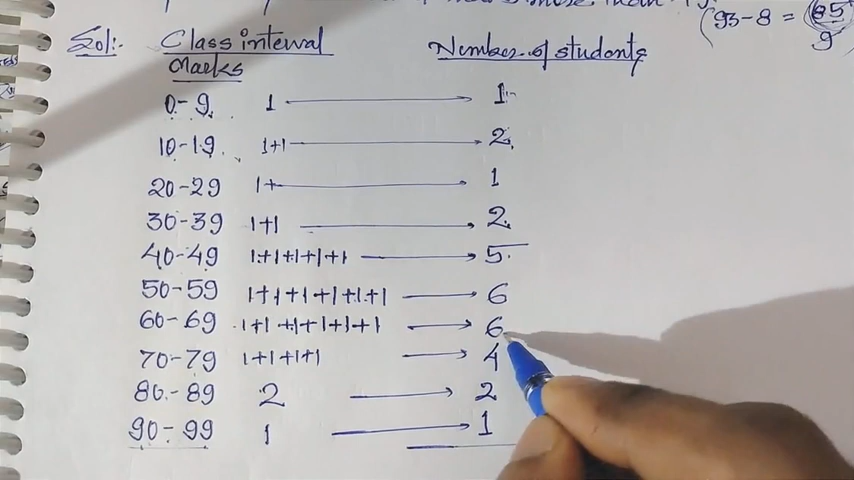 (93-8 = 85
9
Sol:- Class interval Number of students
Marks
0-9 1 → 1
10-19 1+1 → 2
20-29 1+ → 1
30-39 1+1 → 2
40-49 1+1+1+1+1 → 5
50-59 1+1+1+1+1+1 → 6
60-69 1+1+1+1+1+1 → 6
70-79 1+1+1+1 → 4
80-89 2 → 2
90-99 1 → 1